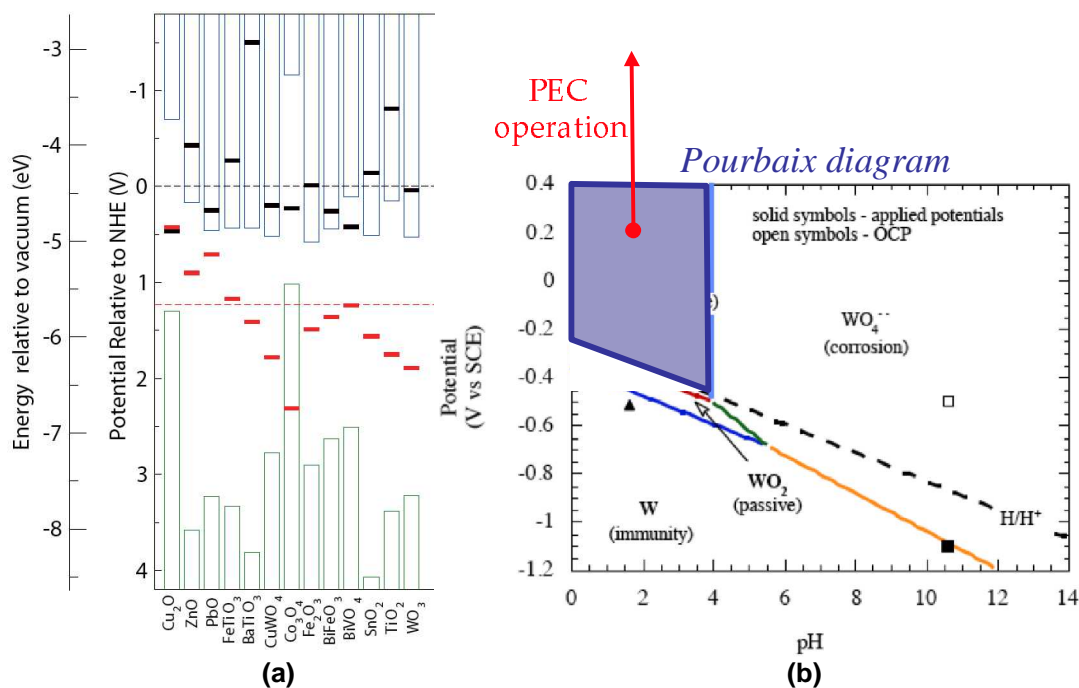 Energy relative to vacuum (eV)
-3
-4
-5
-6
-7
-8
Potential Relative to NHE (V)
-1
0
1
2
3
4
Cu2O
ZnO
PbO
FeTiO3
BaTiO3
CuWO4
Co3O4
Fe2O3
BiFeO3
BiVO4
SnO2
TiO2
WO3
(a)
PEC
operation
Pourbaix diagram
solid symbols - applied potentials
open symbols - OCP
WO4--
(corrosion)
WO2
(passive)
W
(immunity)
H/H+
Potential
(V vs SCE)
0.4
0.2
0
-0.2
-0.4
-0.6
-0.8
-1
-1.2
0 2 4 6 8 10 12 14
pH
(b)